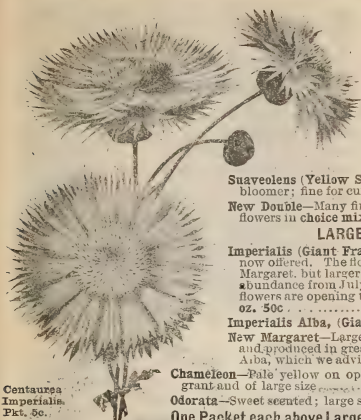 Suaveolens (Yellow S
bloomer; fine for cu
New Double—Many fi
flowers in choice mix
LARGE
Imperialis (Giant Fra
now offered. The flo
Margaret. but larger
abundance from Jul
flowers are opening
oz. 50c
Imperialis Alba, (Gia
New Margaret—Large
and produced in grea
Alba, which we advi
Chameleon—Pale yellow on op
grant and of large size
Odorata—Sweet scented; large s
One Packet each above Larg
Centaurea
Imperialis.
Pkt. 5c.